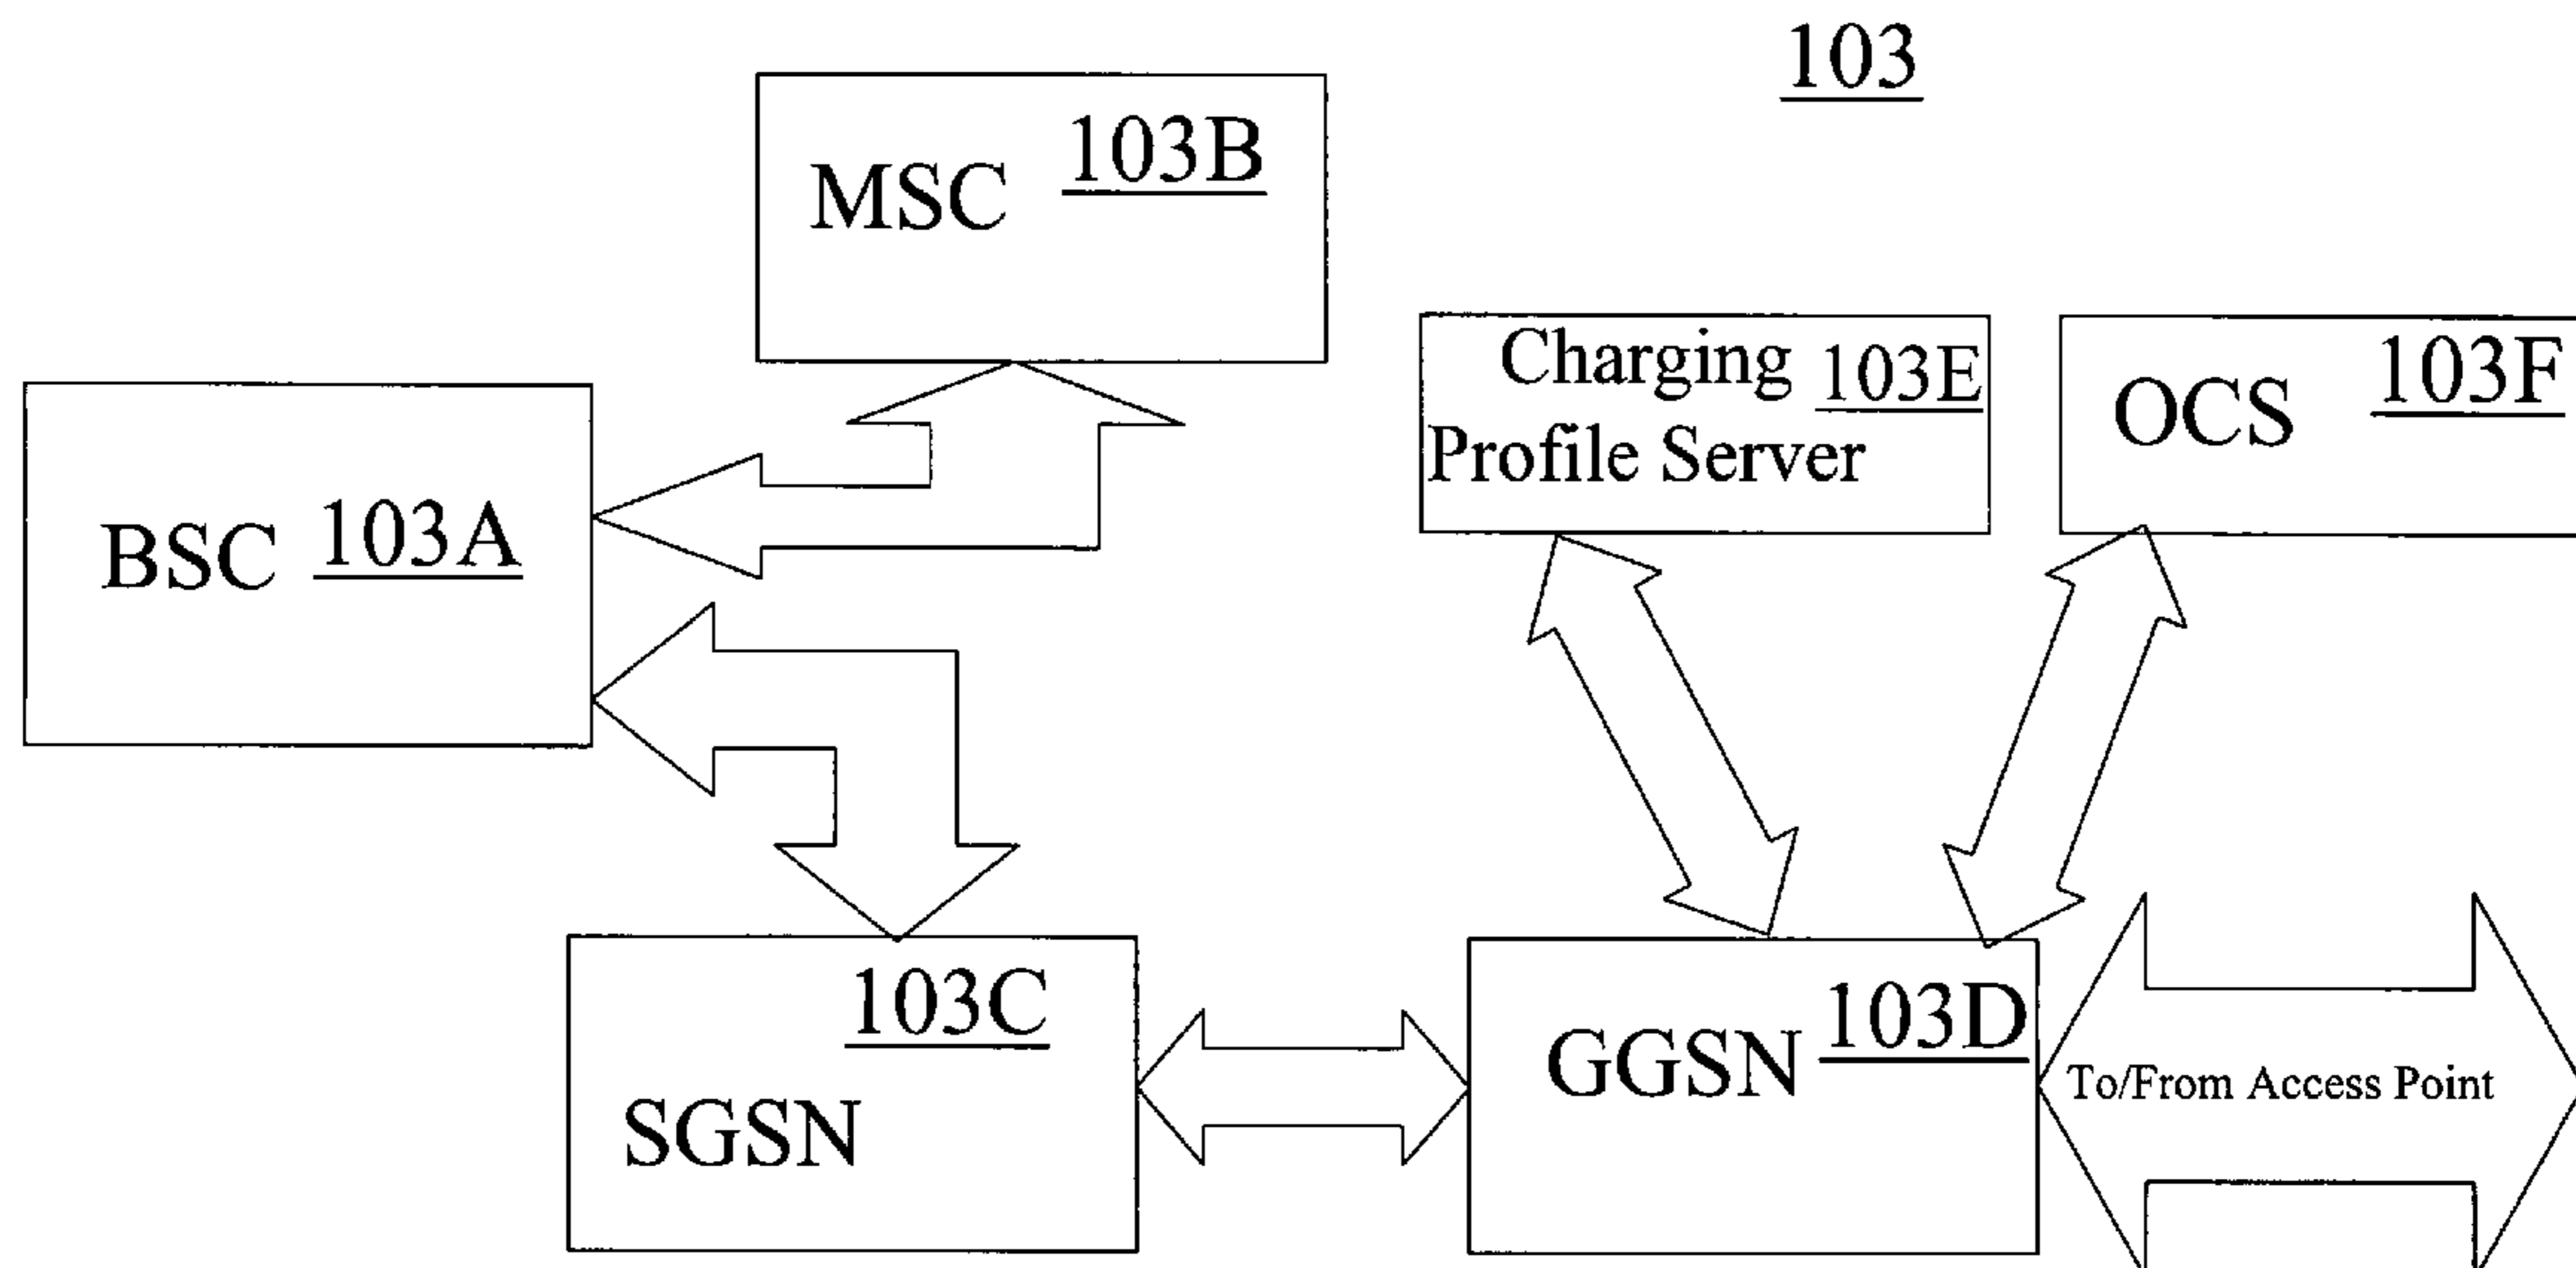 103
MSC 103B
Charging 103E
Profile Server
OCS 103F
BSC 103A
SGSN 103C
GGSN 103D
To/From Access Point